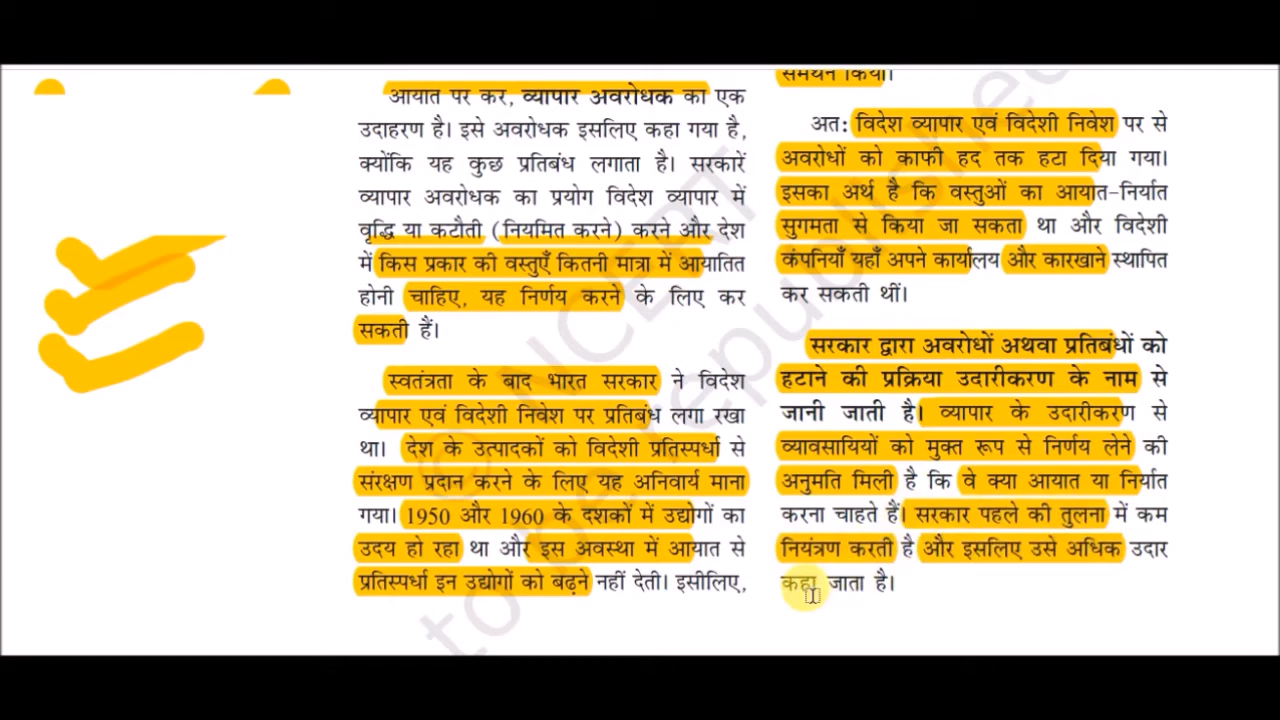 आयात पर कर, व्यापार अवरोधक का एक
उदाहरण है। इसे अवरोधक इसलिए कहा गया है,
क्योंकि यह कुछ प्रतिबंध लगाता है। सरकारें
व्यापार अवरोधक का प्रयोग विदेश व्यापार में
वृद्धि या कटौती (नियमित करने) करने और देश
में किस प्रकार की वस्तुएँ कितनी मात्रा में आयातित
होनी चाहिए, यह निर्णय करने के लिए कर
सकती हैं।
स्वतंत्रता के बाद भारत सरकार ने विदेश
व्यापार एवं विदेशी निवेश पर प्रतिबंध लगा रखा
था। देश के उत्पादकों को विदेशी प्रतिस्पर्धा से
संरक्षण प्रदान करने के लिए यह अनिवार्य माना
गया। 1950 और 1960 के दशकों में उद्योगों का
उदय हो रहा था और इस अवस्था में आयात से
प्रतिस्पर्धा इन उद्योगों को बढ़ने नहीं देती। इसीलिए,
समर्थन किया।
अतः विदेश व्यापार एवं विदेशी निवेश पर से
अवरोधों को काफी हद तक हटा दिया गया।
इसका अर्थ है कि वस्तुओं का आयात-निर्यात
सुगमता से किया जा सकता था और विदेशी
कंपनियाँ यहाँ अपने कार्यालय और कारखाने स्थापित
कर सकती थीं।
सरकार द्वारा अवरोधों अथवा प्रतिबंधों को
हटाने की प्रक्रिया उदारीकरण के नाम से
जानी जाती है। व्यापार के उदारीकरण से
व्यावसायियों को मुक्त रूप से निर्णय लेने की
अनुमति मिली है कि वे क्या आयात या निर्यात
करना चाहते हैं। सरकार पहले की तुलना में कम
नियंत्रण करती है और इसलिए उसे अधिक उदार
कहा जाता है।
© NCERT
to be republished